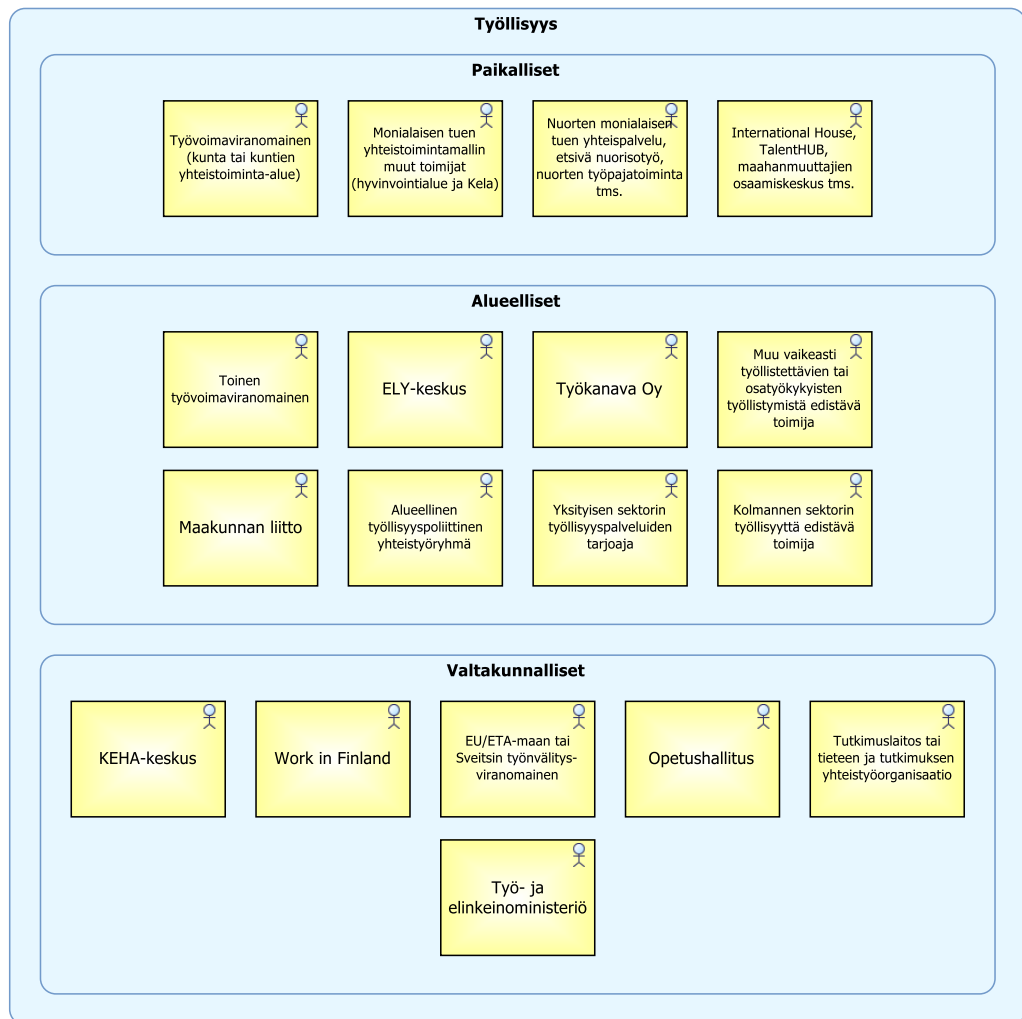 Työllisyys
Paikalliset
Työvoimaviranomainen
(kunta tai kuntien
yhteistoiminta-alue)
Monialaisen tuen
yhteistoimintamallin
muut toimijat
(hyvinvointialue ja Kela)
Nuorten monialaisen
tuen yhteispalvelu,
etsivä nuorisotyö,
nuorten työpajatoiminta
tms.
International House,
TalentHUB,
maahanmuuttajien
osaamiskeskus tms.
Alueelliset
Toinen
työvoimaviranomainen
ELY-keskus
Työkanava Oy
Muu vaikeasti
työllistettävien tai
osatyökykyisten
työllistymistä edistävä
toimija
Maakunnan liitto
Alueellinen
työllisyyspoliittinen
yhteistyöryhmä
Yksityisen sektorin
työllisyyspalveluiden
tarjoaja
Kolmannen sektorin
työllisyyttä edistävä
toimija
Valtakunnalliset
KEHA-keskus
Work in Finland
EU/ETA-maan tai
Sveitsin työnvälitys-
viranomainen
Opetushallitus
Tutkimuslaitos tai
tieteen ja tutkimuksen
yhteistyöorganisaatio
Työ- ja
elinkeinoministeriö